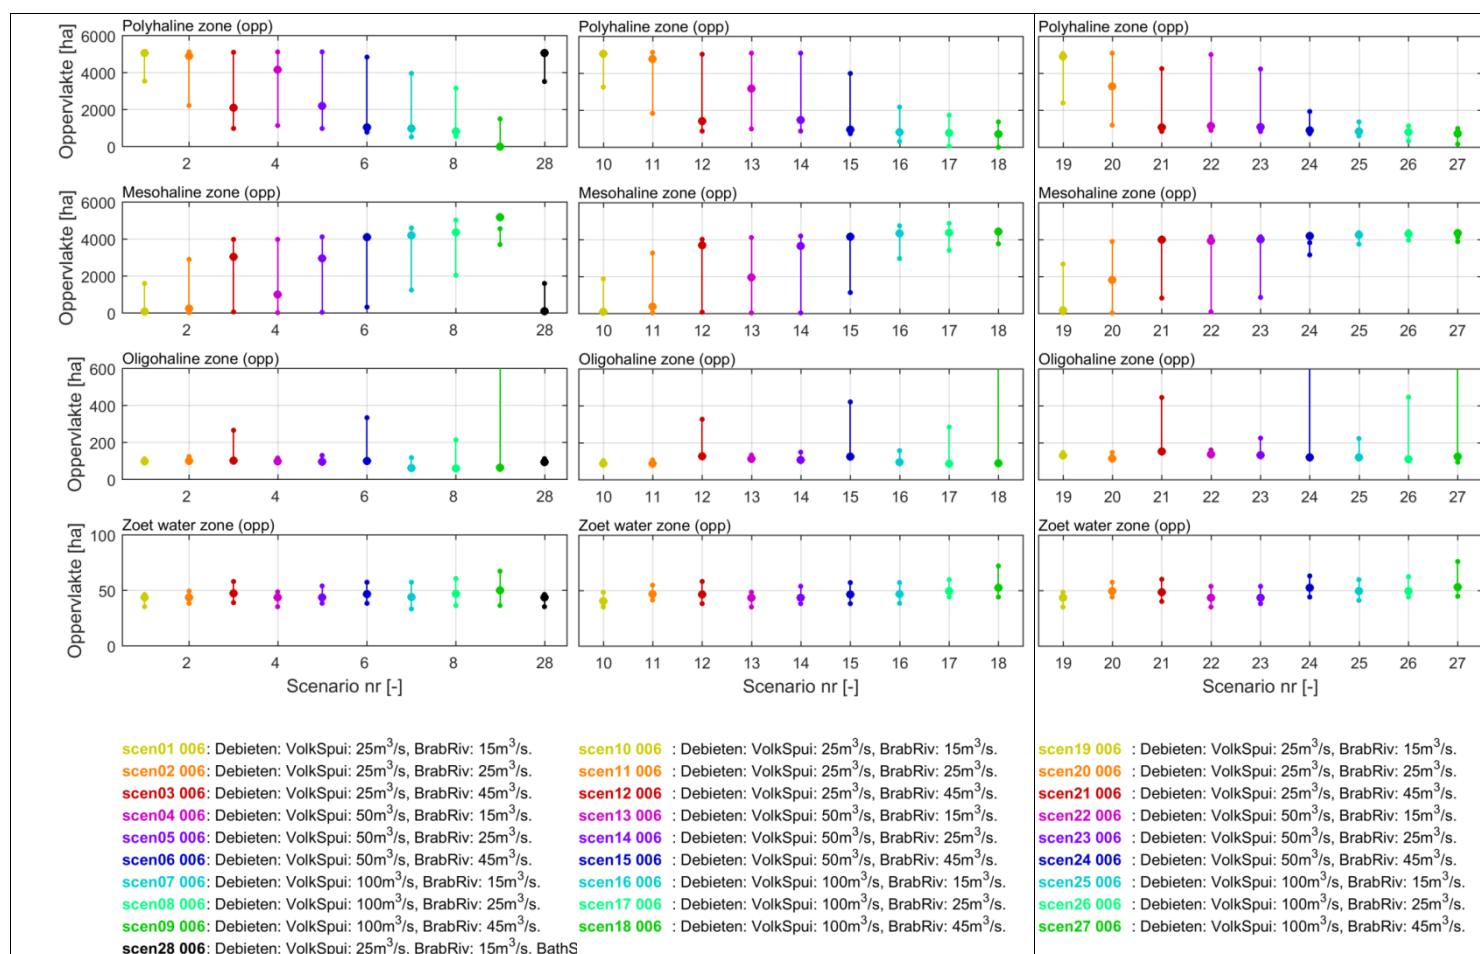 Polyhaline zone (opp)
Oppervlakte [ha]
6000
4000
2000
0
2 4 6 8 28
Mesohaline zone (opp)
Oppervlakte [ha]
6000
4000
2000
0
2 4 6 8 28
Oligohaline zone (opp)
Oppervlakte [ha]
600
400
200
0
2 4 6 8 28
Zoet water zone (opp)
Oppervlakte [ha]
100
50
0
2 4 6 8 28
Scenario nr [-]
Polyhaline zone (opp)
10 11 12 13 14 15 16 17 18
Mesohaline zone (opp)
10 11 12 13 14 15 16 17 18
Oligohaline zone (opp)
10 11 12 13 14 15 16 17 18
Zoet water zone (opp)
10 11 12 13 14 15 16 17 18
Scenario nr [-]
Polyhaline zone (opp)
19 20 21 22 23 24 25 26 27
Mesohaline zone (opp)
19 20 21 22 23 24 25 26 27
Oligohaline zone (opp)
19 20 21 22 23 24 25 26 27
Zoet water zone (opp)
19 20 21 22 23 24 25 26 27
Scenario nr [-]
scen01 006: Debieten: VolkSpui: 25m³/s, BrabRiv: 15m³/s.
scen02 006: Debieten: VolkSpui: 25m³/s, BrabRiv: 25m³/s.
scen03 006: Debieten: VolkSpui: 25m³/s, BrabRiv: 45m³/s.
scen04 006: Debieten: VolkSpui: 50m³/s, BrabRiv: 15m³/s.
scen05 006: Debieten: VolkSpui: 50m³/s, BrabRiv: 25m³/s.
scen06 006: Debieten: VolkSpui: 50m³/s, BrabRiv: 45m³/s.
scen07 006: Debieten: VolkSpui: 100m³/s, BrabRiv: 15m³/s.
scen08 006: Debieten: VolkSpui: 100m³/s, BrabRiv: 25m³/s.
scen09 006: Debieten: VolkSpui: 100m³/s, BrabRiv: 45m³/s.
scen28 006: Debieten: VolkSpui: 25m³/s, BrabRiv: 15m³/s. BathS
scen10 006 : Debieten: VolkSpui: 25m³/s, BrabRiv: 15m³/s.
scen11 006 : Debieten: VolkSpui: 25m³/s, BrabRiv: 25m³/s.
scen12 006 : Debieten: VolkSpui: 25m³/s, BrabRiv: 45m³/s.
scen13 006 : Debieten: VolkSpui: 50m³/s, BrabRiv: 15m³/s.
scen14 006 : Debieten: VolkSpui: 50m³/s, BrabRiv: 25m³/s.
scen15 006 : Debieten: VolkSpui: 50m³/s, BrabRiv: 45m³/s.
scen16 006 : Debieten: VolkSpui: 100m³/s, BrabRiv: 15m³/s.
scen17 006 : Debieten: VolkSpui: 100m³/s, BrabRiv: 25m³/s.
scen18 006 : Debieten: VolkSpui: 100m³/s, BrabRiv: 45m³/s.
scen19 006 : Debieten: VolkSpui: 25m³/s, BrabRiv: 15m³/s.
scen20 006 : Debieten: VolkSpui: 25m³/s, BrabRiv: 25m³/s.
scen21 006 : Debieten: VolkSpui: 25m³/s, BrabRiv: 45m³/s.
scen22 006 : Debieten: VolkSpui: 50m³/s, BrabRiv: 15m³/s.
scen23 006 : Debieten: VolkSpui: 50m³/s, BrabRiv: 25m³/s.
scen24 006 : Debieten: VolkSpui: 50m³/s, BrabRiv: 45m³/s.
scen25 006 : Debieten: VolkSpui: 100m³/s, BrabRiv: 15m³/s.
scen26 006 : Debieten: VolkSpui: 100m³/s, BrabRiv: 25m³/s.
scen27 006 : Debieten: VolkSpui: 100m³/s, BrabRiv: 45m³/s.